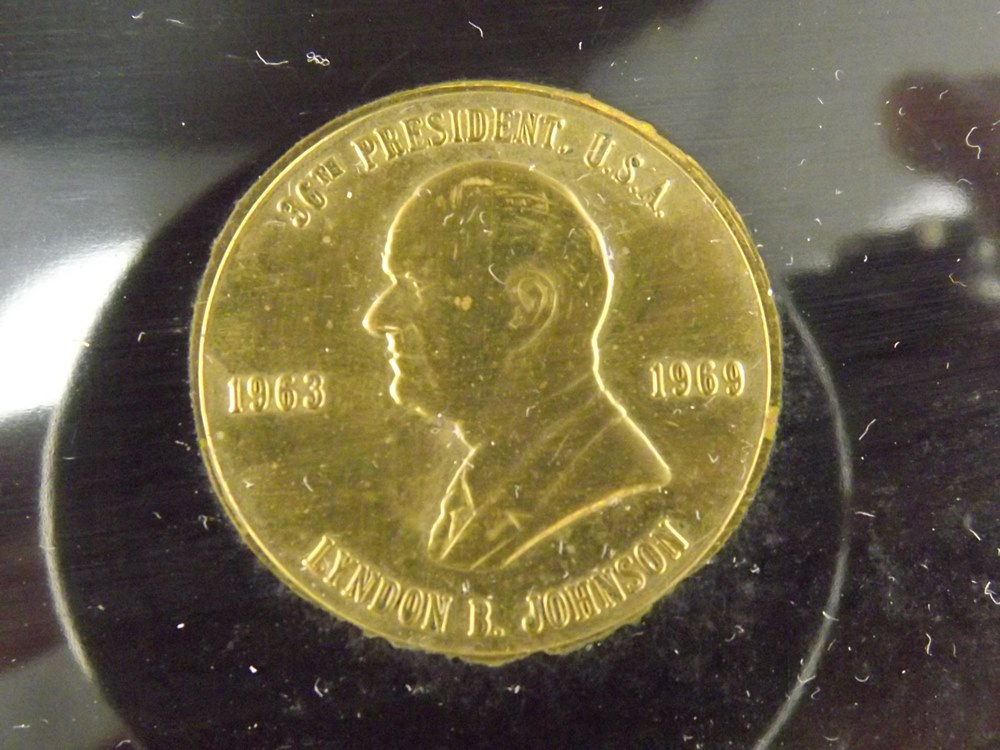 36TH PRESIDENT, U.S.A.
1963
1969
LYNDON B. JOHNSON